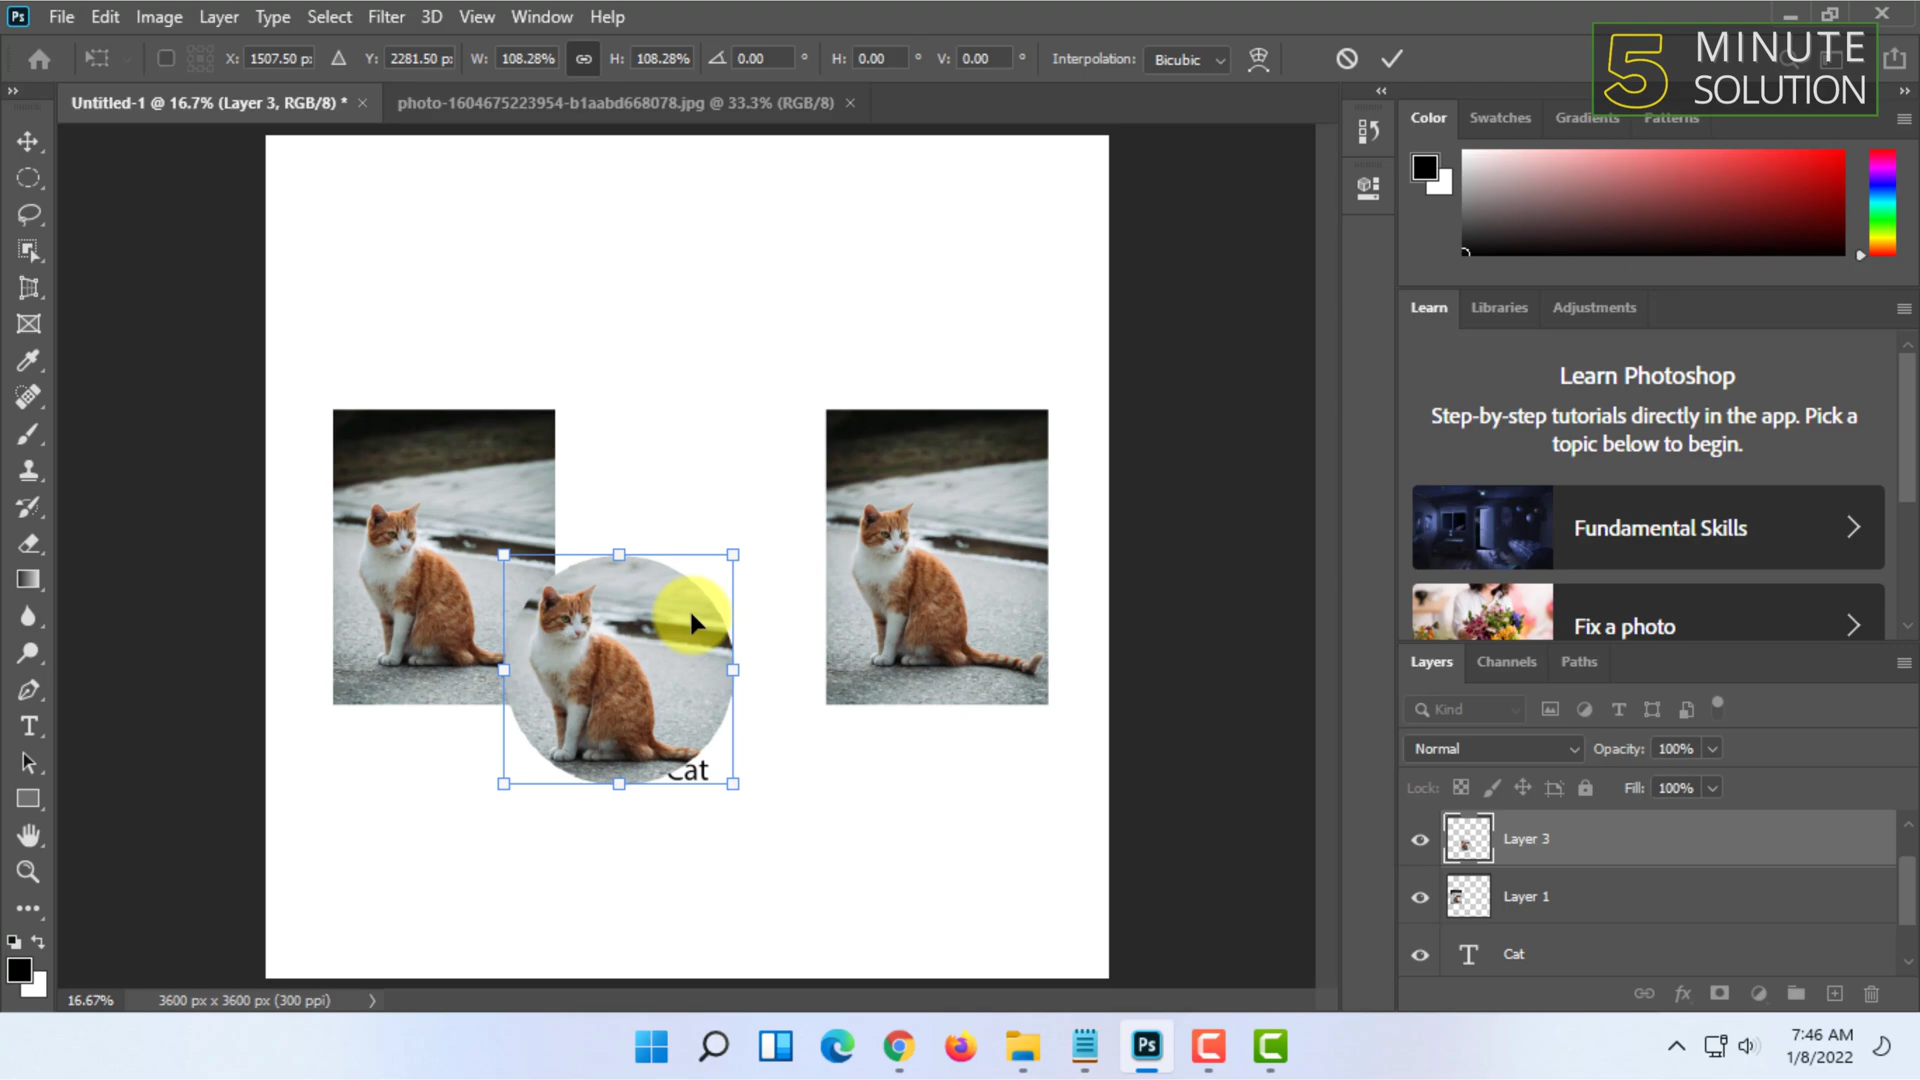 Ps File Edit Image Layer Type Select Filter 3D View Window Help
X: 1507.50 p: Y: 2281.50 p: W: 108.28% H: 108.28% 0.00 ° H: 0.00 ° V: 0.00 ° Interpolation: Bicubic
5 MINUTE
SOLUTION
Untitled-1 @ 16.7% (Layer 3, RGB/8) * × photo-1604675223954-b1aabd668078.jpg @ 33.3% (RGB/8) ×
Color Swatches Gradients Patterns
Learn Libraries Adjustments
Learn Photoshop
Step-by-step tutorials directly in the app. Pick a
topic below to begin.
Fundamental Skills
Fix a photo
Cat
Layers Channels Paths
Kind
Normal Opacity: 100%
Lock: Fill: 100%
Layer 3
Layer 1
T Cat
16.67% 3600 px x 3600 px (300 ppi)
Ps
7:46 AM
1/8/2022